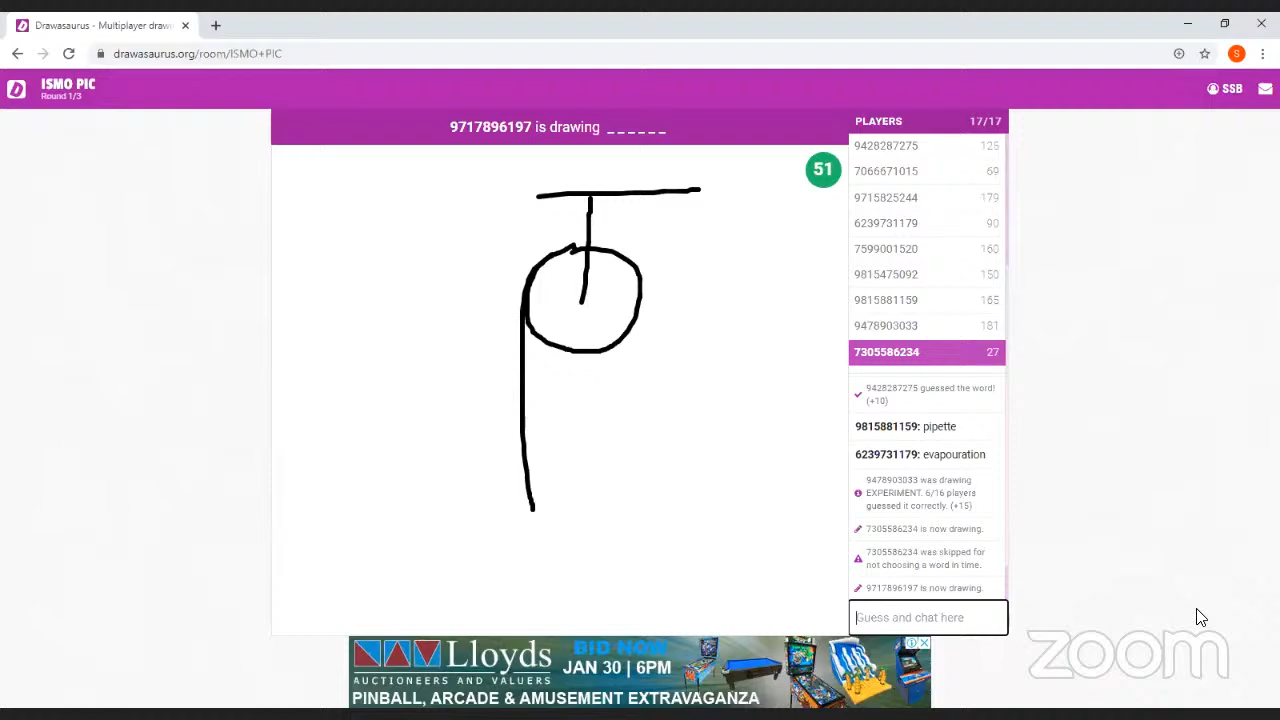 Drawasaurus - Multiplayer draw
drawasaurus.org/room/ISMO+PIC
S
ISMO PIC
Round 1/3
SSB
9717896197 is drawing _ _ _ _ _ _
51
PLAYERS 17/17
9428287275 125
7066671015 69
9715825244 179
6239731179 90
7599001520 160
9815475092 150
9815881159 165
9478903033 181
7305586234 27
9428287275 guessed the word!
(+10)
9815881159: pipette
6239731179: evapouration
9478903033 was drawing
EXPERIMENT. 6/16 players
guessed it correctly. (+15)
7305586234 is now drawing.
7305586234 was skipped for
not choosing a word in time.
9717896197 is now drawing.
Guess and chat here
Lloyds
AUCTIONEERS AND VALUERS
BID NOW
JAN 30 | 6PM
PINBALL, ARCADE & AMUSEMENT EXTRAVAGANZA
zoom